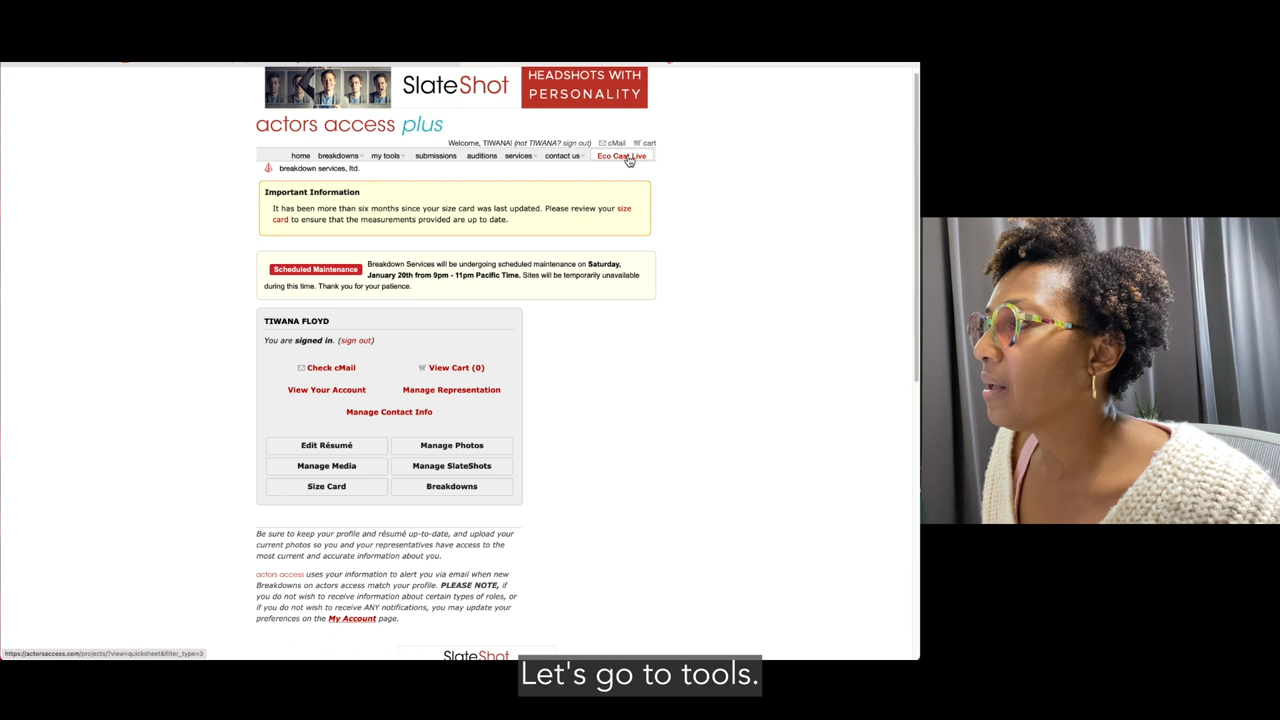 SlateShot
HEADSHOTS WITH
PERSONALITY
actors access plus
Welcome, TIWANA! (not TIWANA? sign out) cMail cart
home breakdowns my tools submissions auditions services contact us Eco Cast Live
breakdown services, ltd.
Important Information
It has been more than six months since your size card was last updated. Please review your size
card to ensure that the measurements provided are up to date.
Scheduled Maintenance
Breakdown Services will be undergoing scheduled maintenance on Saturday,
January 20th from 9pm - 11pm Pacific Time. Sites will be temporarily unavailable
during this time. Thank you for your patience.
TIWANA FLOYD
You are signed in. (sign out)
Check cMail View Cart (0)
View Your Account Manage Representation
Manage Contact Info
Edit Résumé Manage Photos
Manage Media Manage SlateShots
Size Card Breakdowns
Be sure to keep your profile and résumé up-to-date, and upload your
current photos so you and your representatives have access to the
most current and accurate information about you.
actors access uses your information to alert you via email when new
Breakdowns on actors access match your profile. PLEASE NOTE, if
you do not wish to receive information about certain types of roles, or
if you do not wish to receive ANY notifications, you may update your
preferences on the My Account page.
SlateShot
https://actorsaccess.com/projects/?view=quicksheet&filter_type=3
Let's go to tools.